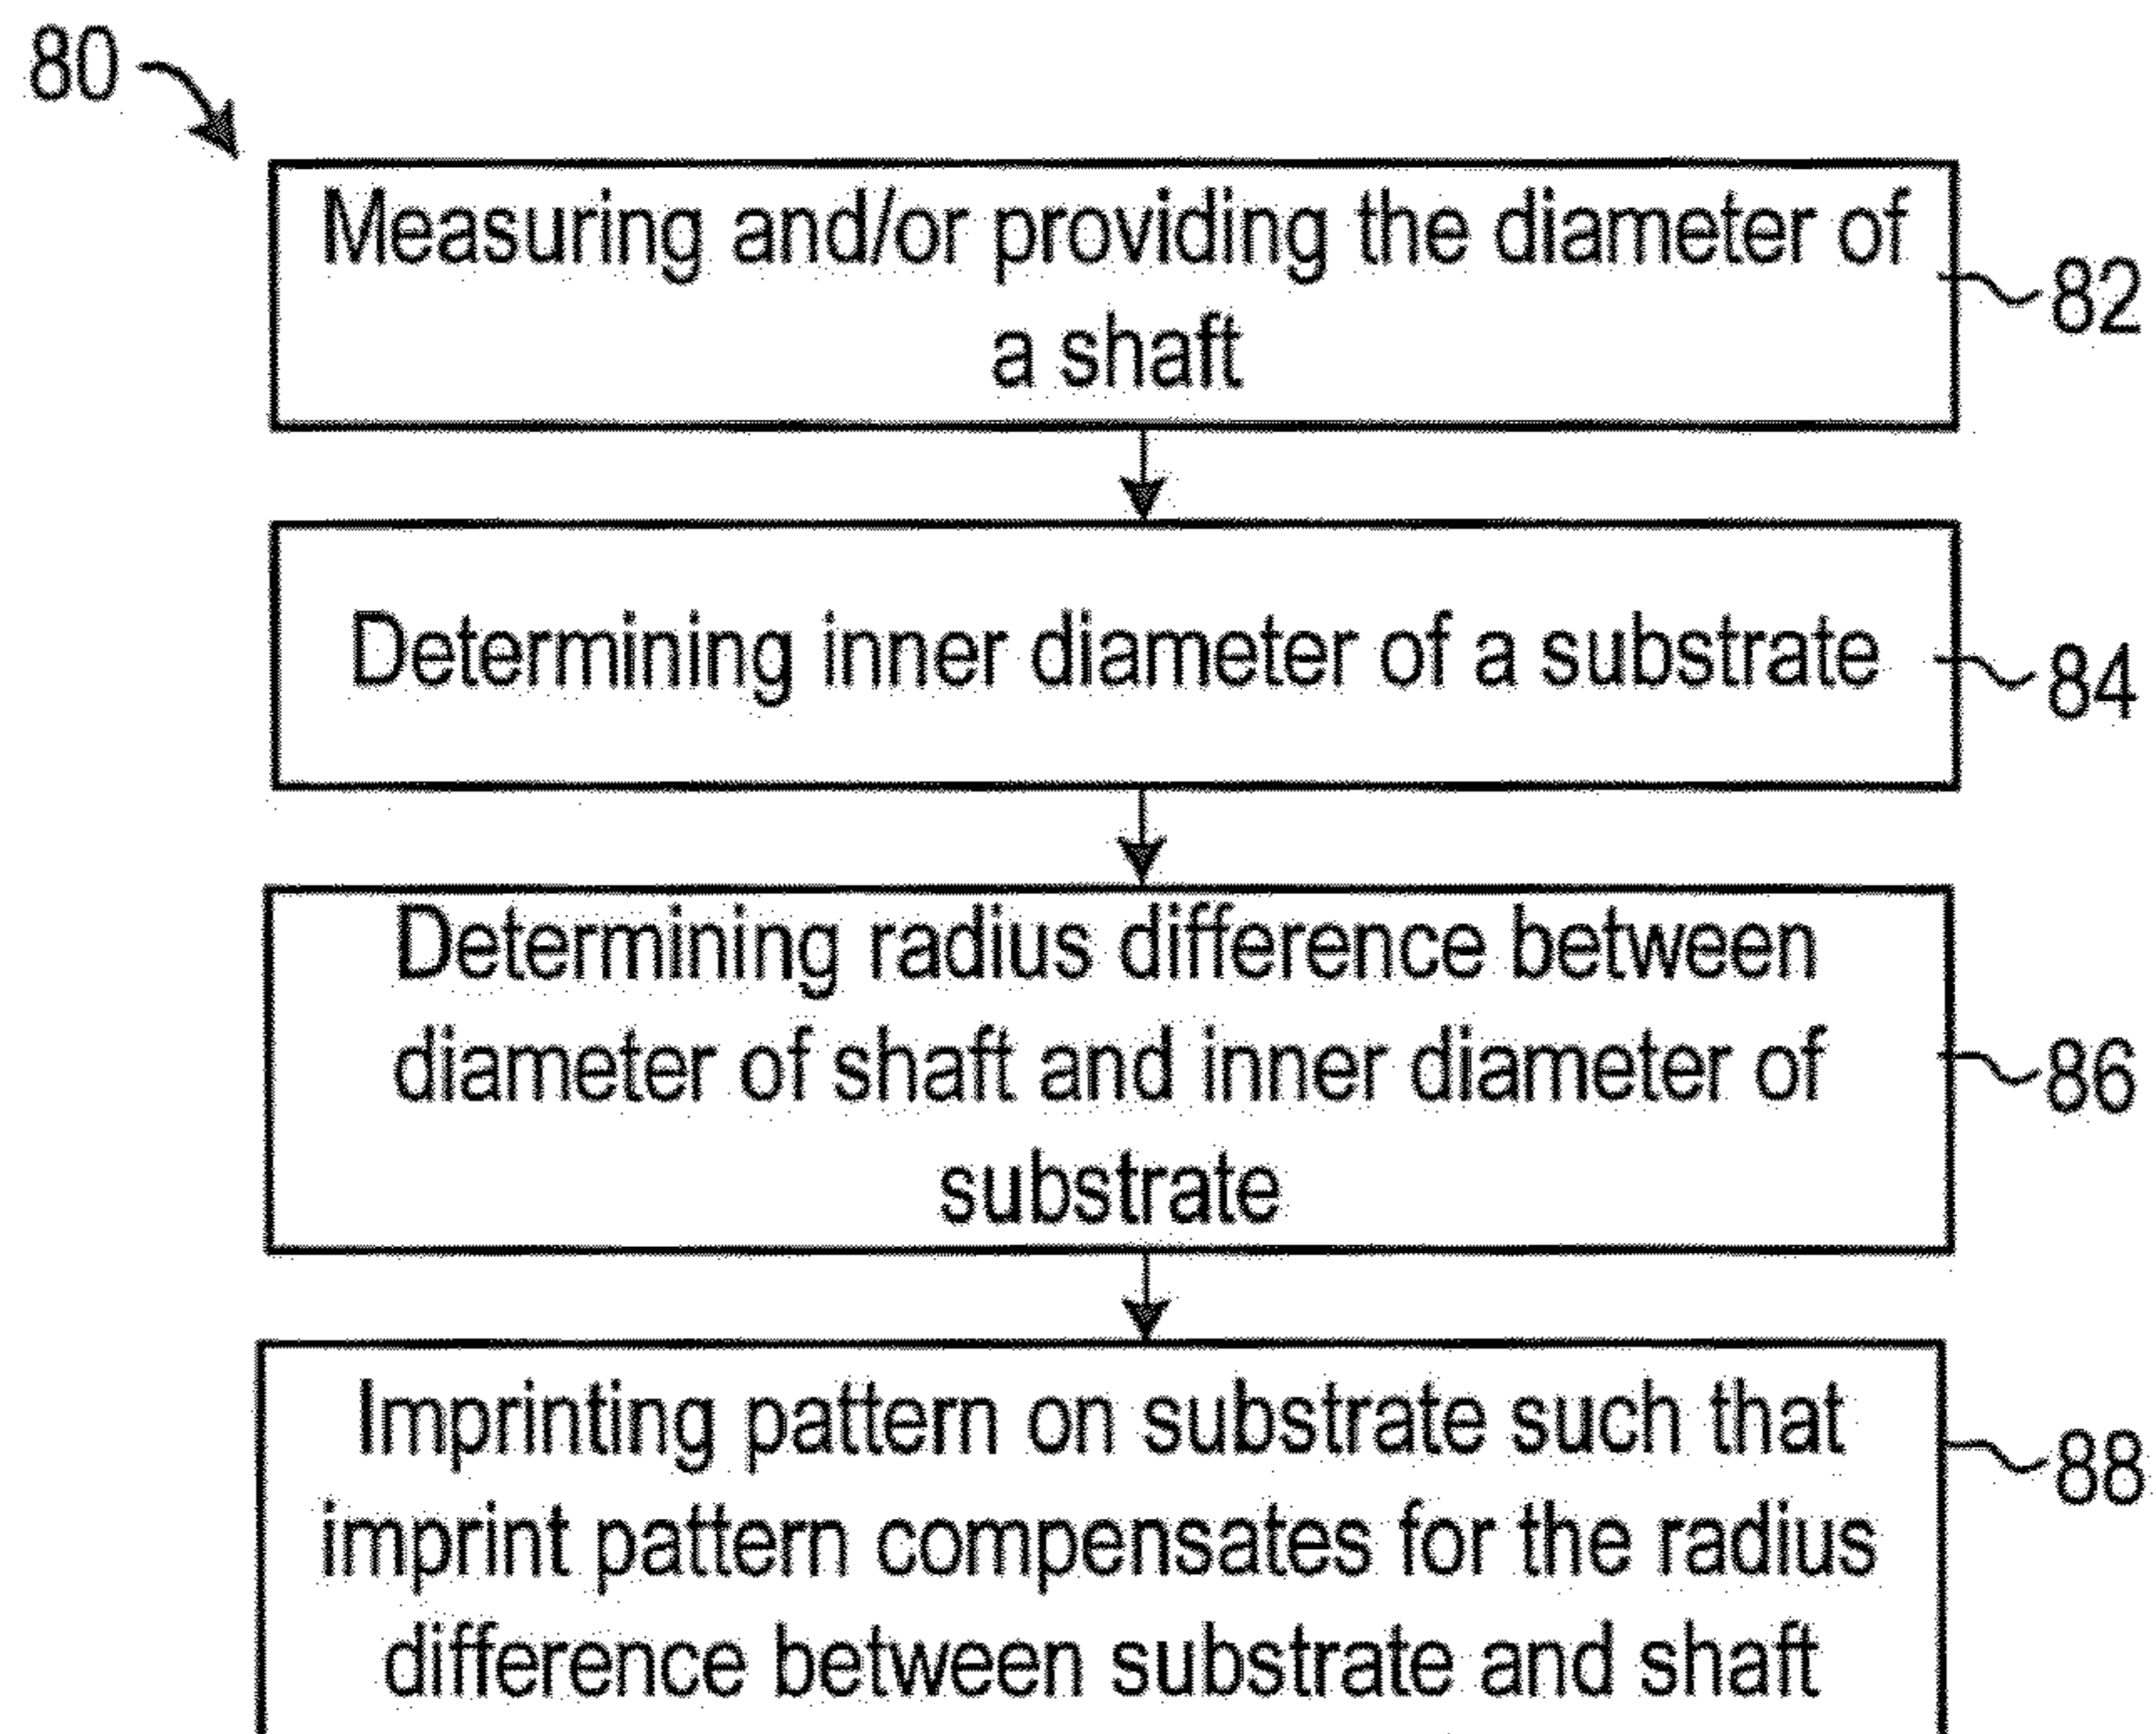 80
Measuring and/or providing the diameter of
a shaft
82
Determining inner diameter of a substrate
84
Determining radius difference between
diameter of shaft and inner diameter of
substrate
86
Imprinting pattern on substrate such that
imprint pattern compensates for the radius
difference between substrate and shaft
88